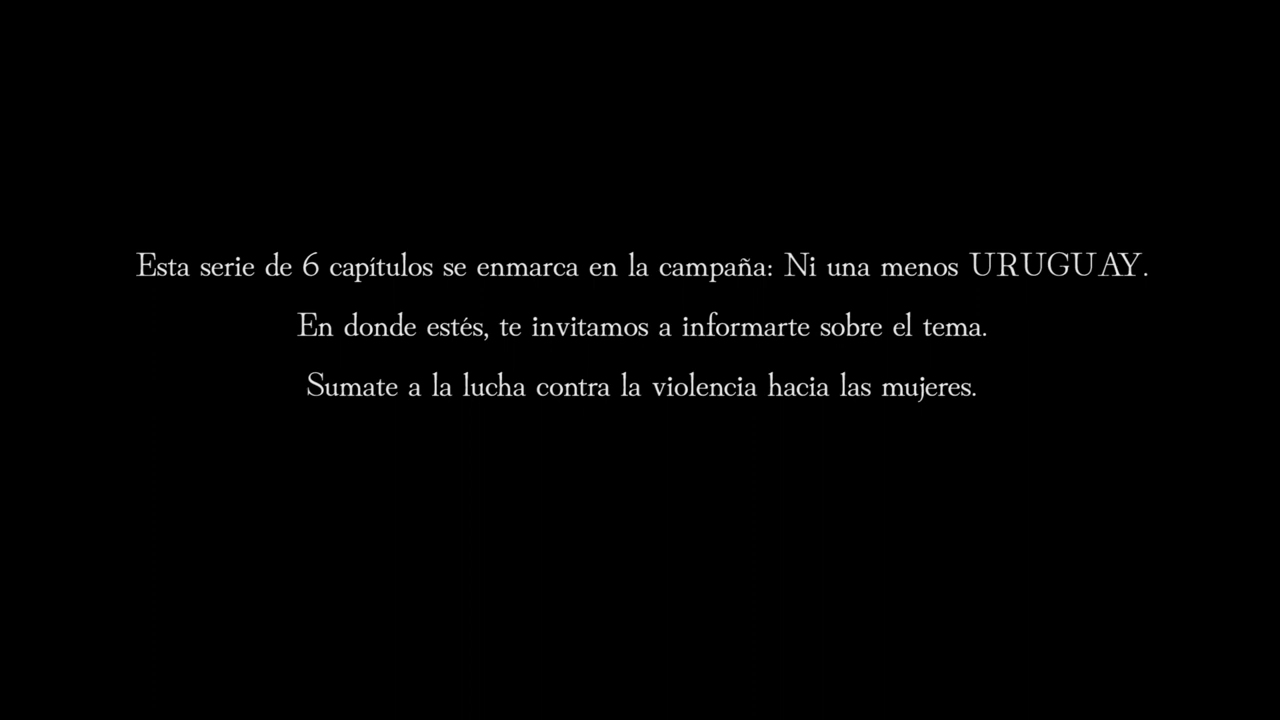 Esta serie de 6 capítulos se enmarca en la campaña: Ni una menos URUGUAY.
En donde estés, te invitamos a informarte sobre el tema.
Sumate a la lucha contra la violencia hacia las mujeres.